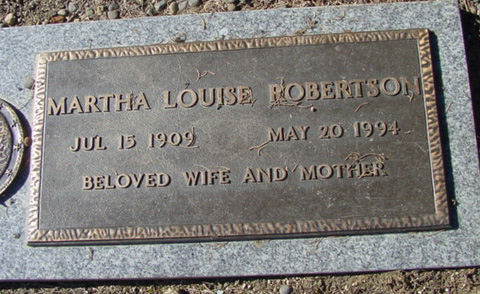 MARTHA LOUISE ROBERTSON
JUL 15 1909 MAY 20 1994
BELOVED WIFE AND MOTHER